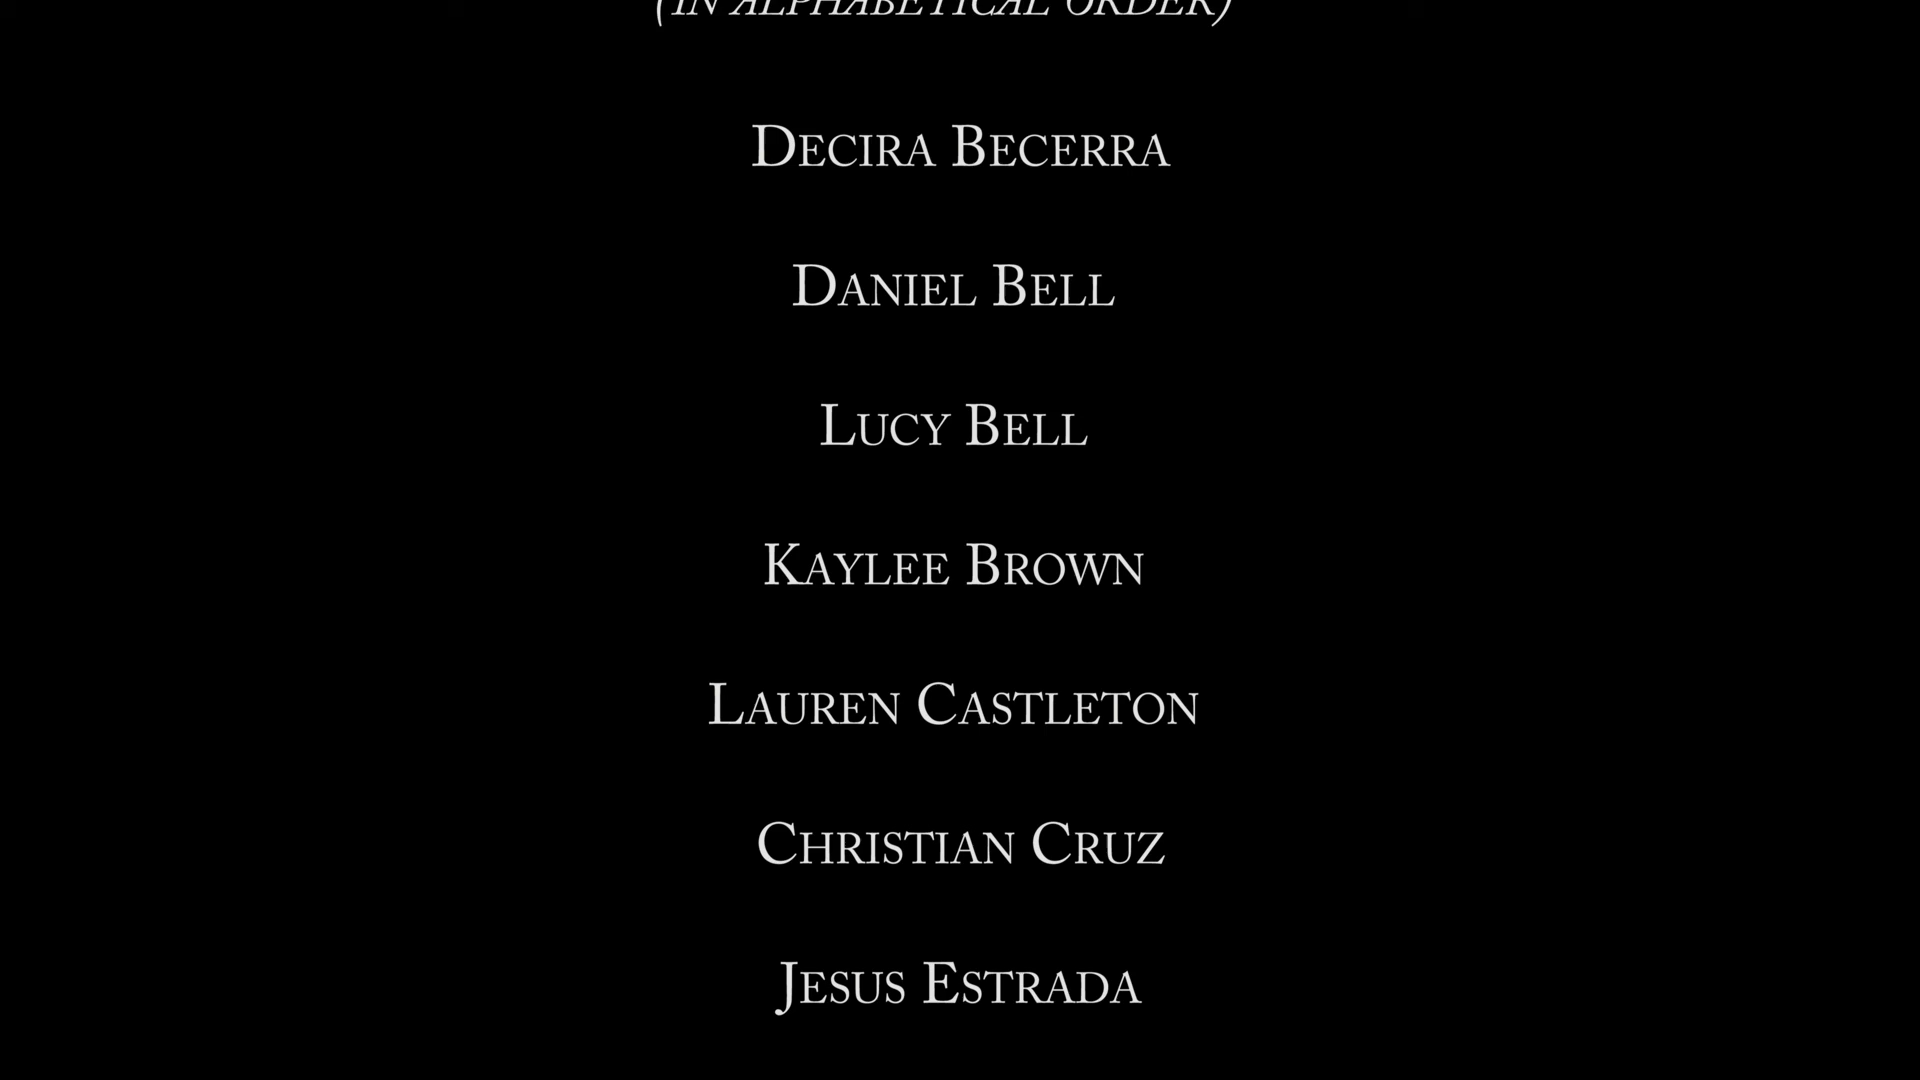 (IN ALPHABETICAL ORDER)
DECIRA BECERRA
DANIEL BELL
LUCY BELL
KAYLEE BROWN
LAUREN CASTLETON
CHRISTIAN CRUZ
JESUS ESTRADA